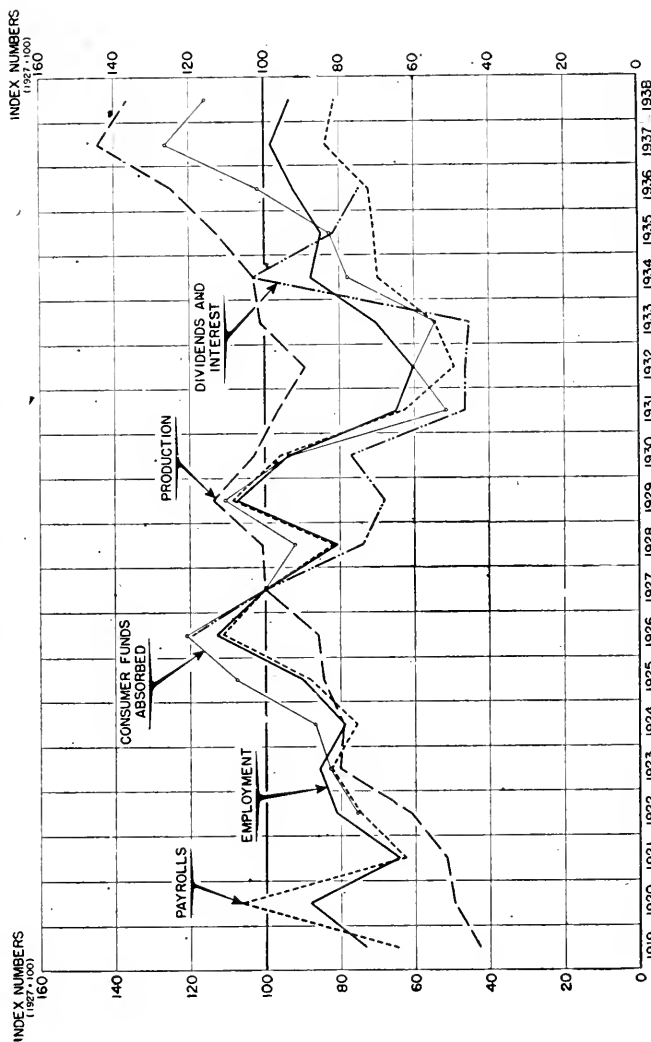 INDEX NUMBERS
(1927 = 100)
160
140
120
100
80
60
40
20
0
INDEX NUMBERS
(1927 = 100)
160
140
120
100
80
60
40
20
0
PAYROLLS
EMPLOYMENT
CONSUMER FUNDS
ABSORBED
PRODUCTION
DIVIDENDS AND
INTEREST
1919 1920 1921 1922 1923 1924 1925 1926 1927 1928 1929 1930 1931 1932 1933 1934 1935 1936 1937 1938